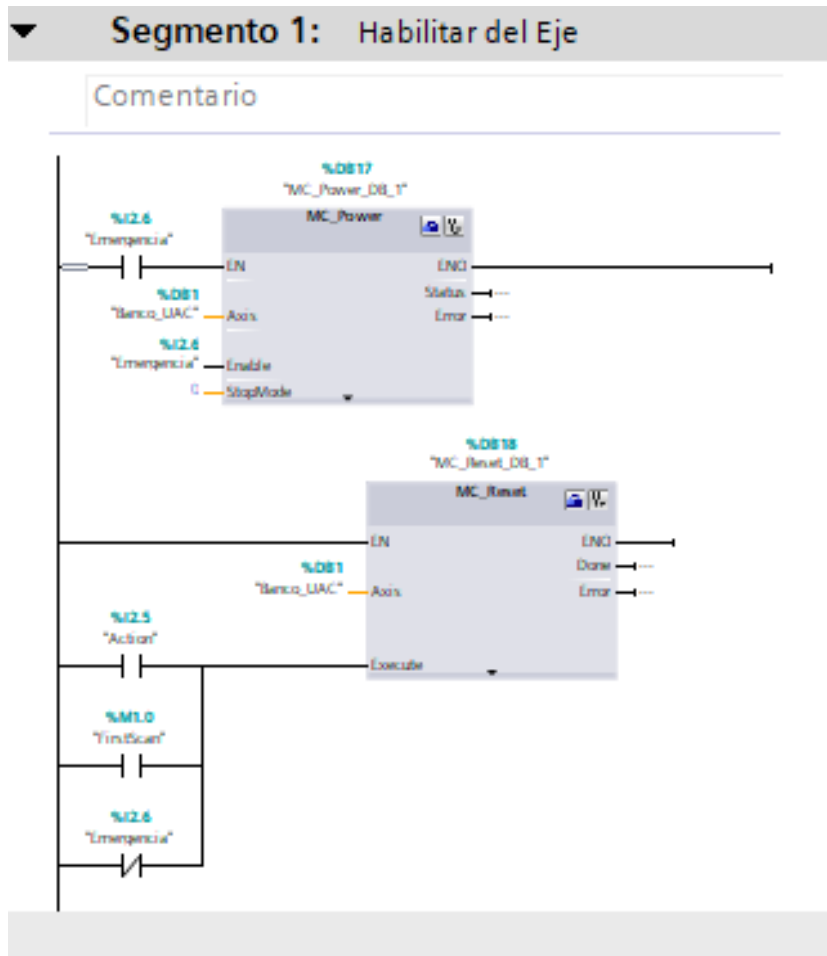 Segmento 1: Habilitar del Eje
Comentario
%DB17
"MC_Power_DB_1"
MC_Power
%I2.6
"Emergencia"
EN
ENO
%DB1
"Banco_UAC"
Axis
Status
Error
%I2.6
"Emergencia"
Enable
0
StopMode
%DB18
"MC_Reset_DB_1"
MC_Reset
EN
ENO
%DB1
"Banco_UAC"
Axis
Done
Error
%I2.5
"Action"
Execute
%M1.0
"FirstScan"
%I2.6
"Emergencia"